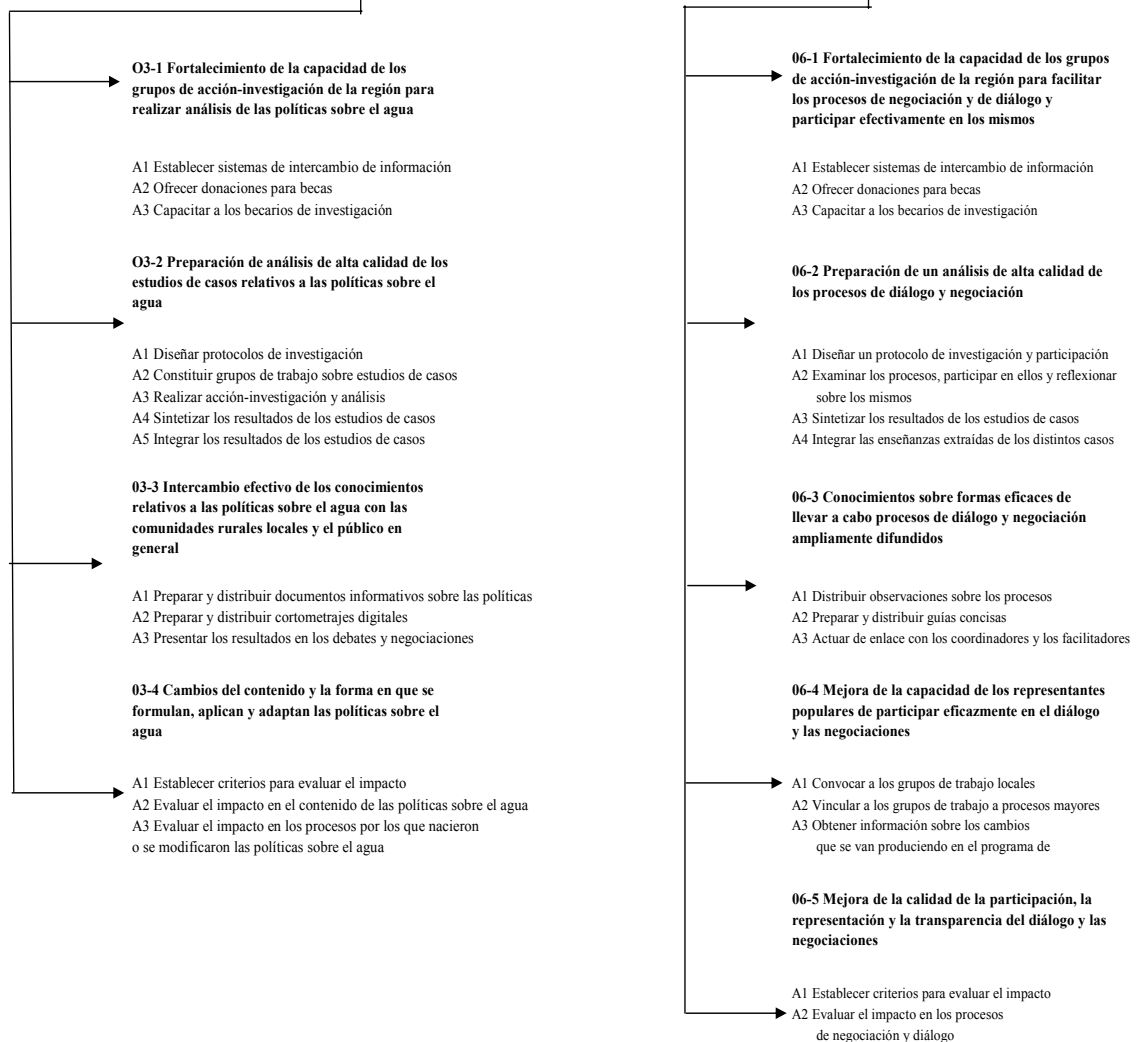 O3-1 Fortalecimiento de la capacidad de los
grupos de acción-investigación de la región para
realizar análisis de las políticas sobre el agua
A1 Establecer sistemas de intercambio de información
A2 Ofrecer donaciones para becas
A3 Capacitar a los becarios de investigación
O3-2 Preparación de análisis de alta calidad de los
estudios de casos relativos a las políticas sobre el
agua
A1 Diseñar protocolos de investigación
A2 Constituir grupos de trabajo sobre estudios de casos
A3 Realizar acción-investigación y análisis
A4 Sintetizar los resultados de los estudios de casos
A5 Integrar los resultados de los estudios de casos
03-3 Intercambio efectivo de los conocimientos
relativos a las políticas sobre el agua con las
comunidades rurales locales y el público en
general
A1 Preparar y distribuir documentos informativos sobre las políticas
A2 Preparar y distribuir cortometrajes digitales
A3 Presentar los resultados en los debates y negociaciones
03-4 Cambios del contenido y la forma en que se
formulan, aplican y adaptan las políticas sobre el
agua
A1 Establecer criterios para evaluar el impacto
A2 Evaluar el impacto en el contenido de las políticas sobre el agua
A3 Evaluar el impacto en los procesos por los que nacieron
o se modificaron las políticas sobre el agua
06-1 Fortalecimiento de la capacidad de los grupos
de acción-investigación de la región para facilitar
los procesos de negociación y de diálogo y
participar efectivamente en los mismos
A1 Establecer sistemas de intercambio de información
A2 Ofrecer donaciones para becas
A3 Capacitar a los becarios de investigación
06-2 Preparación de un análisis de alta calidad de
los procesos de diálogo y negociación
A1 Diseñar un protocolo de investigación y participación
A2 Examinar los procesos, participar en ellos y reflexionar
sobre los mismos
A3 Sintetizar los resultados de los estudios de casos
A4 Integrar las enseñanzas extraídas de los distintos casos
06-3 Conocimientos sobre formas eficaces de
llevar a cabo procesos de diálogo y negociación
ampliamente difundidos
A1 Distribuir observaciones sobre los procesos
A2 Preparar y distribuir guías concisas
A3 Actuar de enlace con los coordinadores y los facilitadores
06-4 Mejora de la capacidad de los representantes
populares de participar eficazmente en el diálogo
y las negociaciones
A1 Convocar a los grupos de trabajo locales
A2 Vincular a los grupos de trabajo a procesos mayores
A3 Obtener información sobre los cambios
que se van produciendo en el programa de
06-5 Mejora de la calidad de la participación, la
representación y la transparencia del diálogo y las
negociaciones
A1 Establecer criterios para evaluar el impacto
A2 Evaluar el impacto en los procesos
de negociación y diálogo